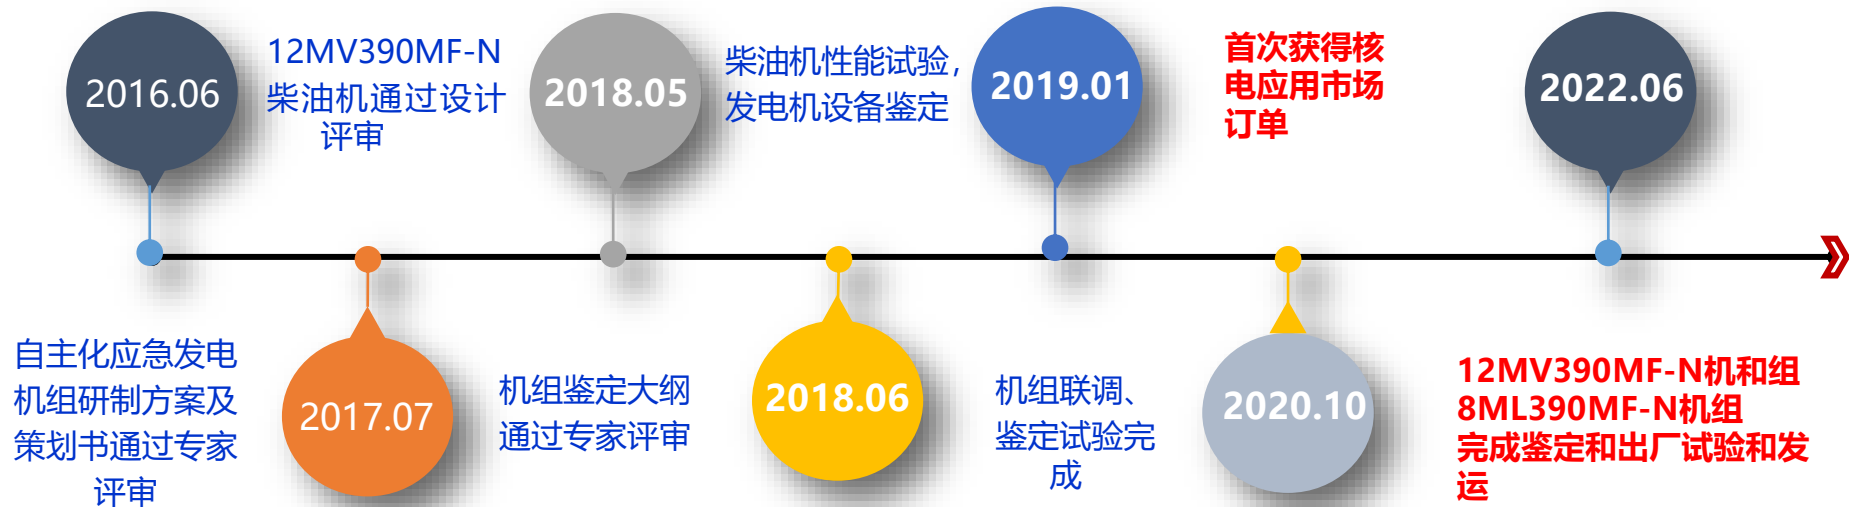 2016.06
12MV390MF-N
柴油机通过设计
评审
2018.05
柴油机性能试验，
发电机设备鉴定
2019.01
首次获得核
电应用市场
订单
2022.06
自主化应急发电
机组研制方案及
策划书通过专家
评审
2017.07
机组鉴定大纲
通过专家评审
2018.06
机组联调、
鉴定试验完
成
2020.10
12MV390MF-N机和组
8ML390MF-N机组
完成鉴定和出厂试验和发
运